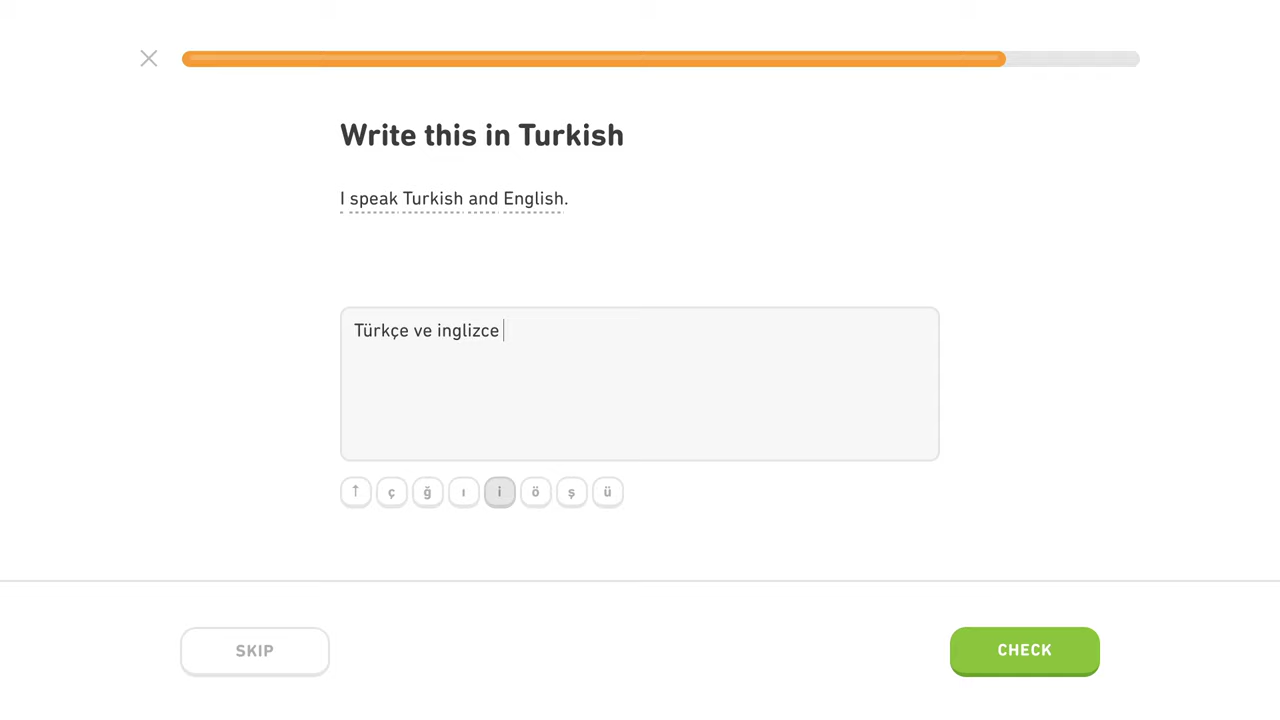 Write this in Turkish
I speak Turkish and English.
Türkçe ve inglizce
↑ ç ğ ı i ö ş ü
SKIP
CHECK